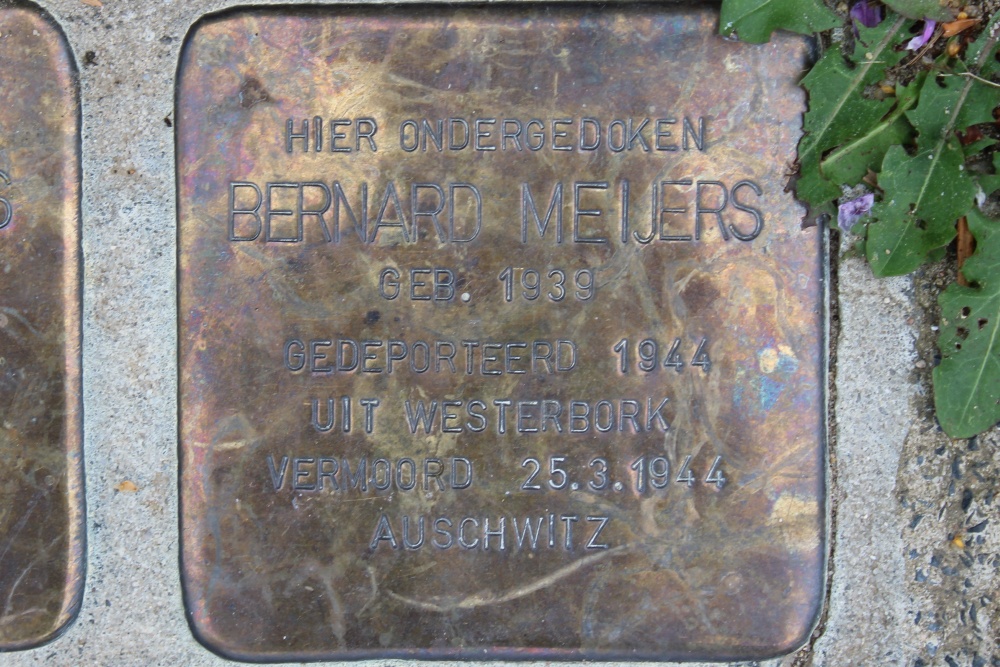 HIER ONDERGEDOKEN
BERNARD MEIJERS
GEB. 1939
GEDEPORTEERD 1944
UIT WESTERBORK
VERMOORD 25.3.1944
AUSCHWITZ